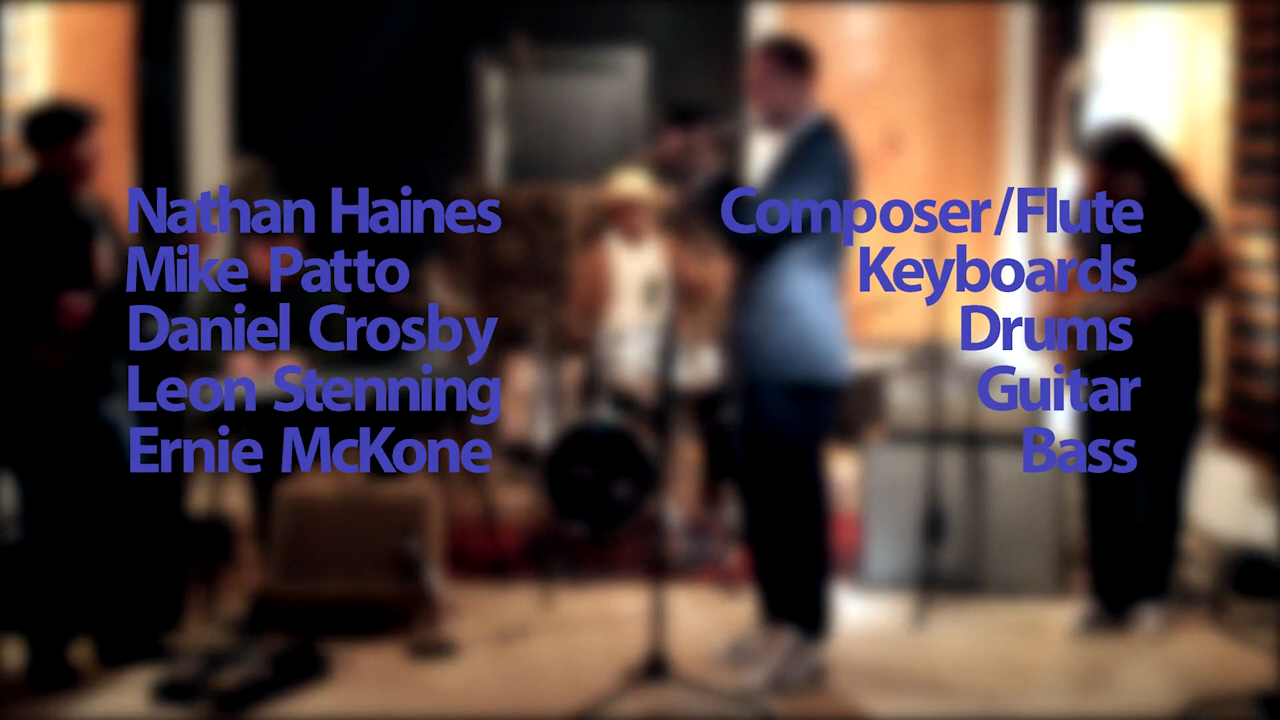 Nathan Haines Composer/Flute
Mike Patto Keyboards
Daniel Crosby Drums
Leon Stenning Guitar
Ernie McKone Bass